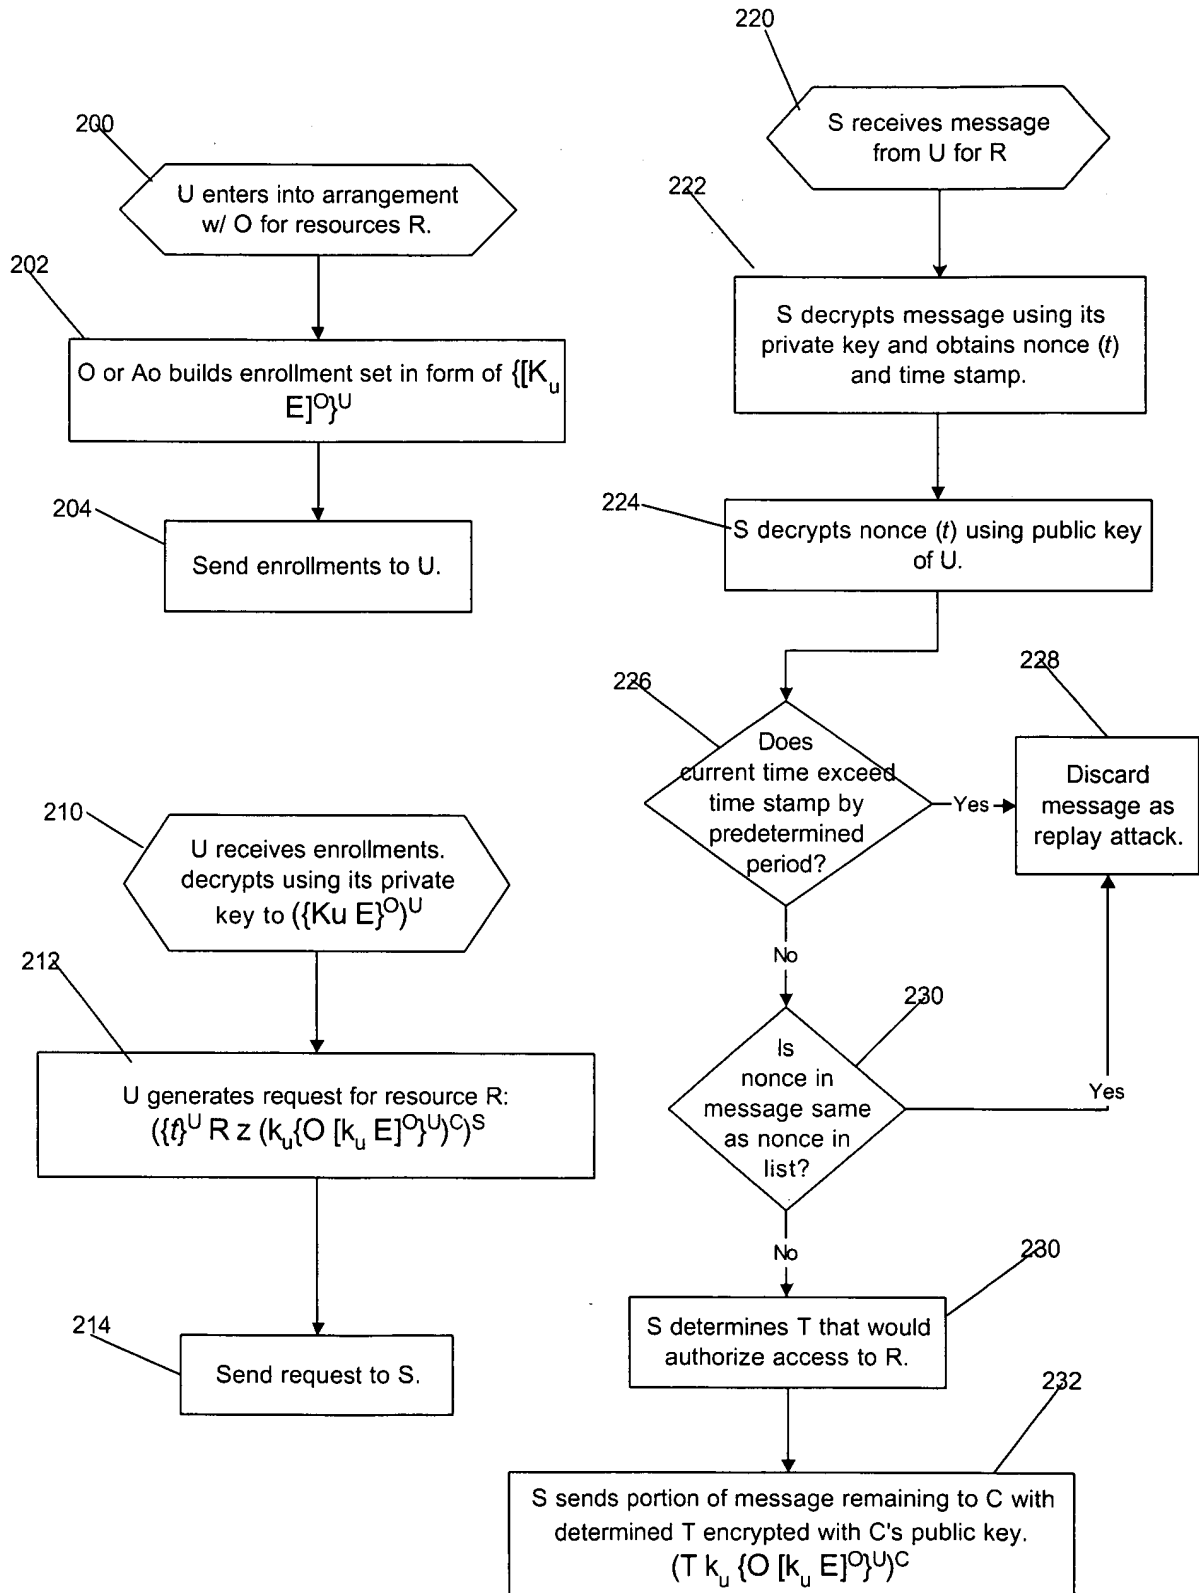 200
U enters into arrangement
w/ O for resources R.
202
O or Ao builds enrollment set in form of {[K_u
E]^O}^U
204
Send enrollments to U.
210
U receives enrollments.
decrypts using its private
key to ({Ku E}^O)^U
212
U generates request for resource R:
({t}^U R z (k_u{O [k_u E]^O}^U)^C)^S
214
Send request to S.
220
S receives message
from U for R
222
S decrypts message using its
private key and obtains nonce (t)
and time stamp.
224
S decrypts nonce (t) using public key
of U.
226
Does
current time exceed
time stamp by
predetermined
period?
Yes
228
Discard
message as
replay attack.
No
230
Is
nonce in
message same
as nonce in
list?
Yes
No
230
S determines T that would
authorize access to R.
232
S sends portion of message remaining to C with
determined T encrypted with C's public key.
(T k_u {O [k_u E]^O}^U)^C